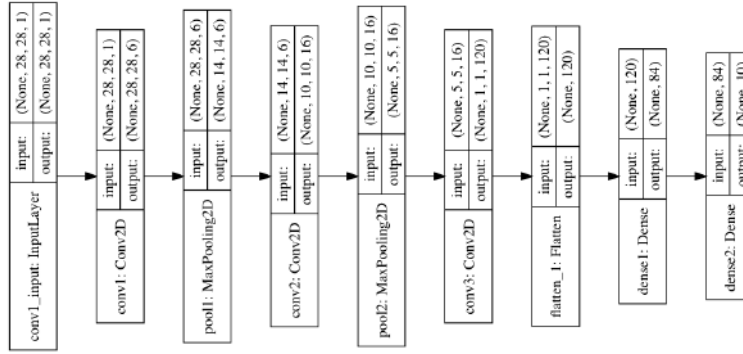 conv1_input: InputLayer
input: (None, 28, 28, 1)
output: (None, 28, 28, 1)
conv1: Conv2D
input: (None, 28, 28, 1)
output: (None, 28, 28, 6)
pool1: MaxPooling2D
input: (None, 28, 28, 6)
output: (None, 14, 14, 6)
conv2: Conv2D
input: (None, 14, 14, 6)
output: (None, 10, 10, 16)
pool2: MaxPooling2D
input: (None, 10, 10, 16)
output: (None, 5, 5, 16)
conv3: Conv2D
input: (None, 5, 5, 16)
output: (None, 1, 1, 120)
flatten_1: Flatten
input: (None, 1, 1, 120)
output: (None, 120)
dense1: Dense
input: (None, 120)
output: (None, 84)
dense2: Dense
input: (None, 84)
output: (None, 10)